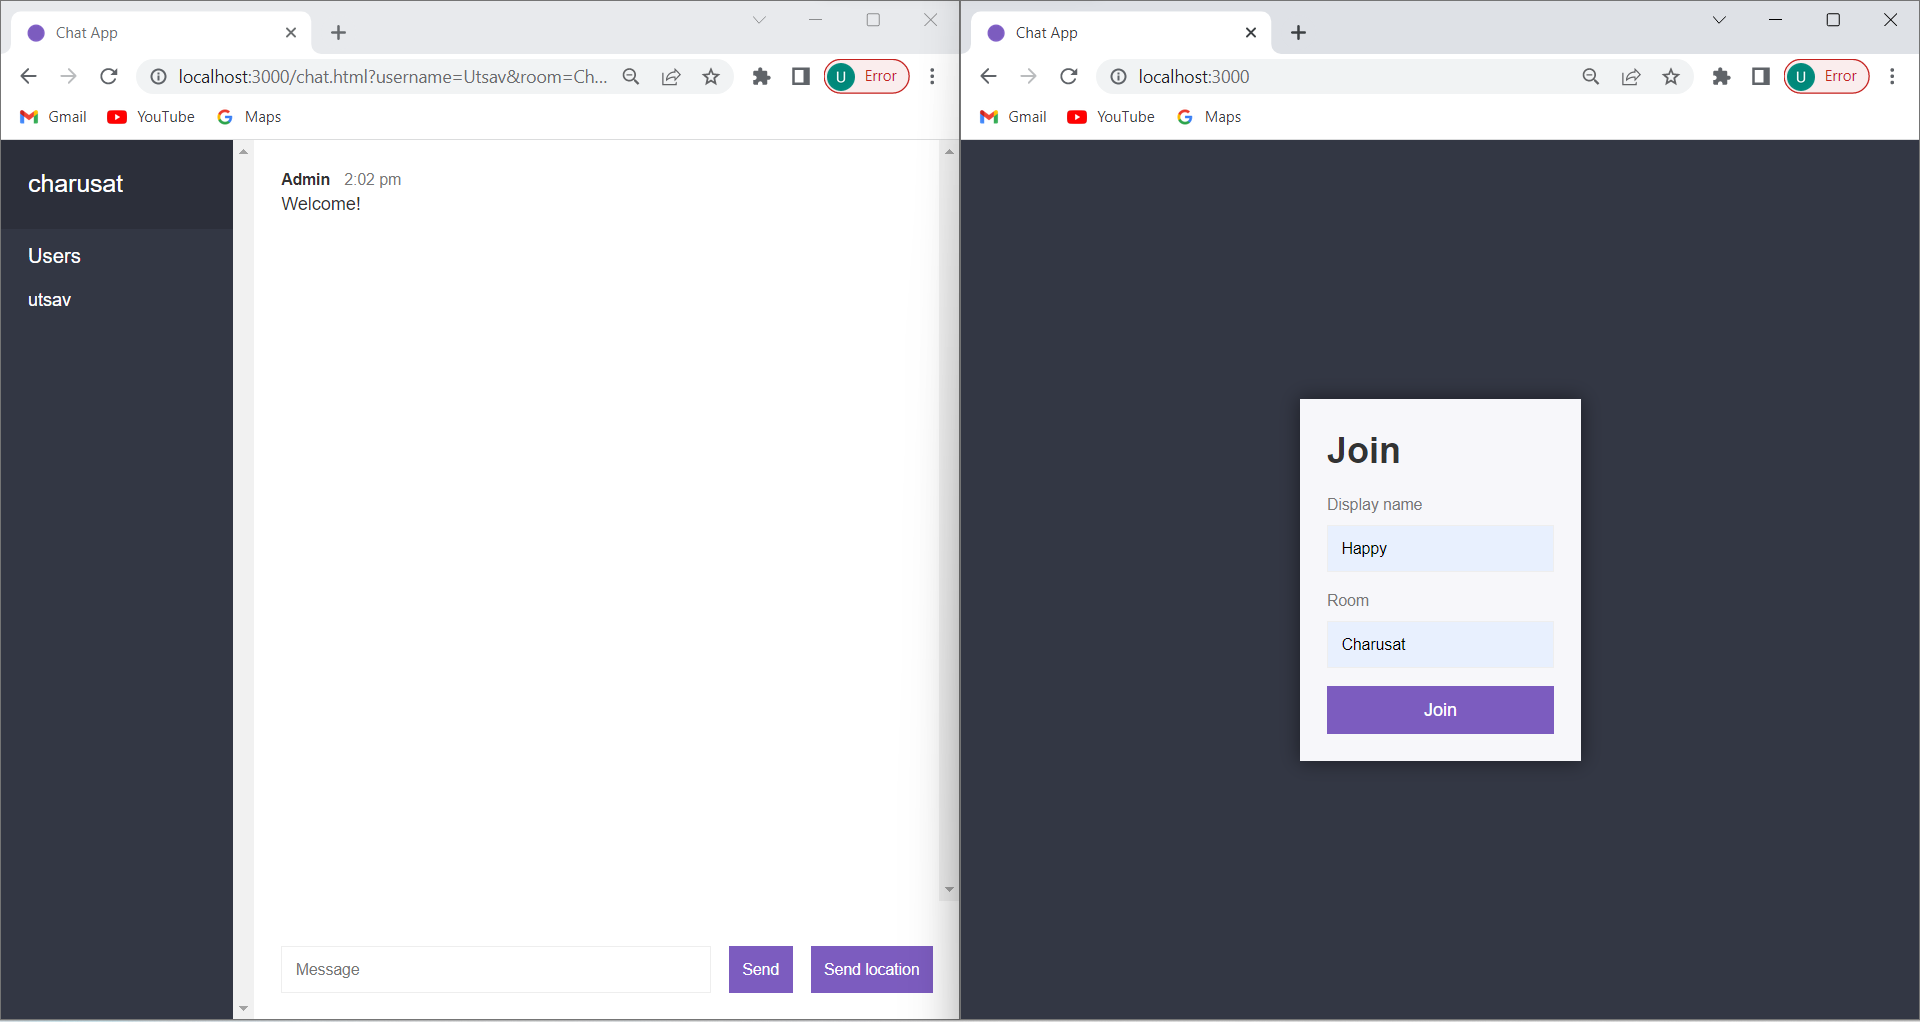 Chat App
localhost:3000/chat.html?username=Utsav&room=Ch...
U Error
Gmail YouTube Maps
charusat
Users
utsav
Admin 2:02 pm
Welcome!
Message
Send
Send location
Chat App
localhost:3000
U Error
Gmail YouTube Maps
Join
Display name
Happy
Room
Charusat
Join